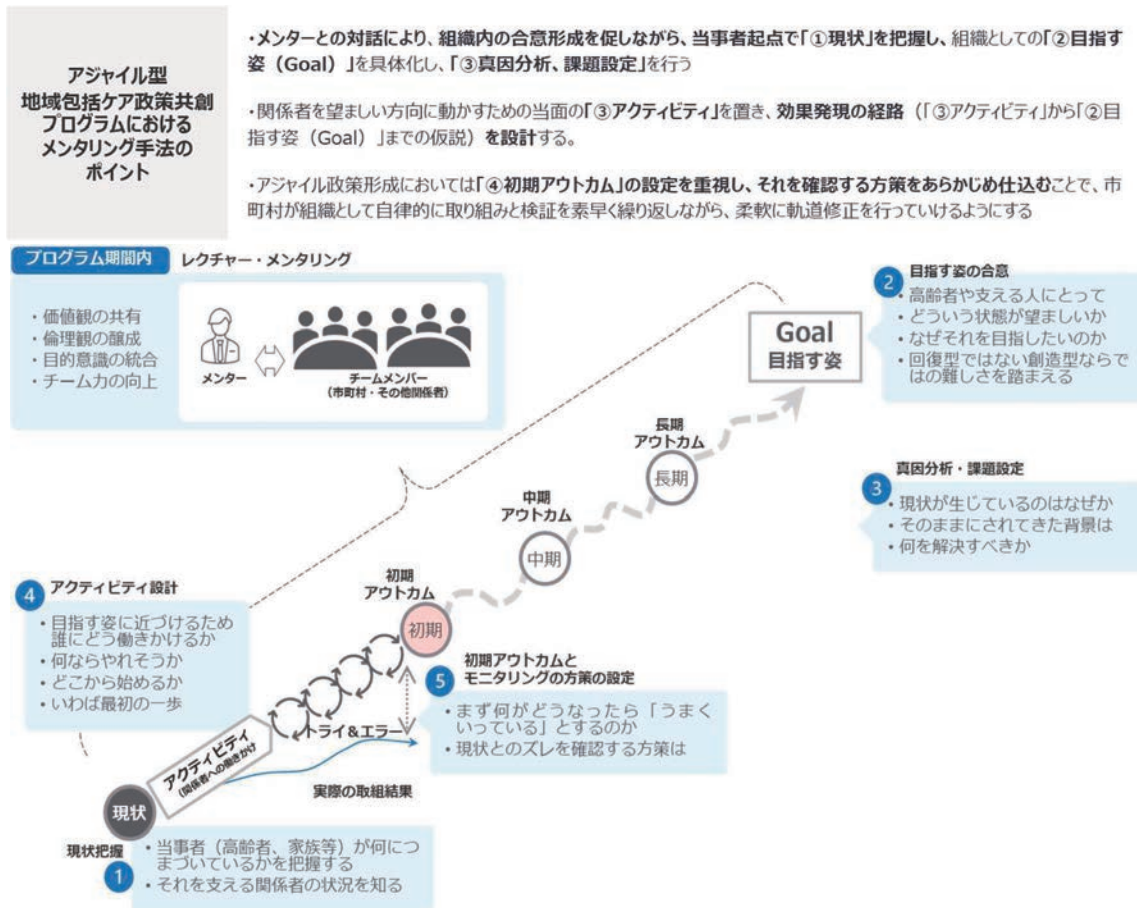 アジャイル型
地域包括ケア政策共創
プログラムにおける
メンタリング手法の
ポイント
・メンターとの対話により、組織内の合意形成を促しながら、当事者起点で「①現状」を把握し、組織としての「②目指す
姿（Goal）」を具体化し、「③真因分析、課題設定」を行う
・関係者を望ましい方向に動かすための当面の「③アクティビティ」を置き、効果発現の経路（「③アクティビティ」から「②目
指す姿（Goal）」までの仮説）を設計する。
・アジャイル政策形成においては「④初期アウトカム」の設定を重視し、それを確認する方策をあらかじめ仕込むことで、市
町村が組織として自律的に取り組みと検証を素早く繰り返しながら、柔軟に軌道修正を行っていけるようにする
プログラム期間内
レクチャー・メンタリング
・価値観の共有
・倫理観の醸成
・目的意識の統合
・チーム力の向上
メンター
チームメンバー
（市町村・その他関係者）
Goal
目指す姿
2
目指す姿の合意
・高齢者や支える人にとって
・どういう状態が望ましいか
・なぜそれを目指したいのか
・回復型ではない創造型ならで
はの難しさを踏まえる
長期
アウトカム
長期
3
真因分析・課題設定
・現状が生じているのはなぜか
・そのままにされてきた背景は
・何を解決すべきか
中期
アウトカム
中期
初期
アウトカム
初期
4
アクティビティ設計
・目指す姿に近づけるため
誰にどう働きかけるか
・何ならやれそうか
・どこから始めるか
・いわば最初の一歩
5
初期アウトカムと
モニタリングの方策の設定
・まず何がどうなったら「うまく
いっている」とするのか
・現状とのズレを確認する方策は
トライ＆エラー
アクティビティ
（関係者への働きかけ
実際の取組結果
現状
現状把握
1
・当事者（高齢者、家族等）が何につ
まづいているかを把握する
・それを支える関係者の状況を知る